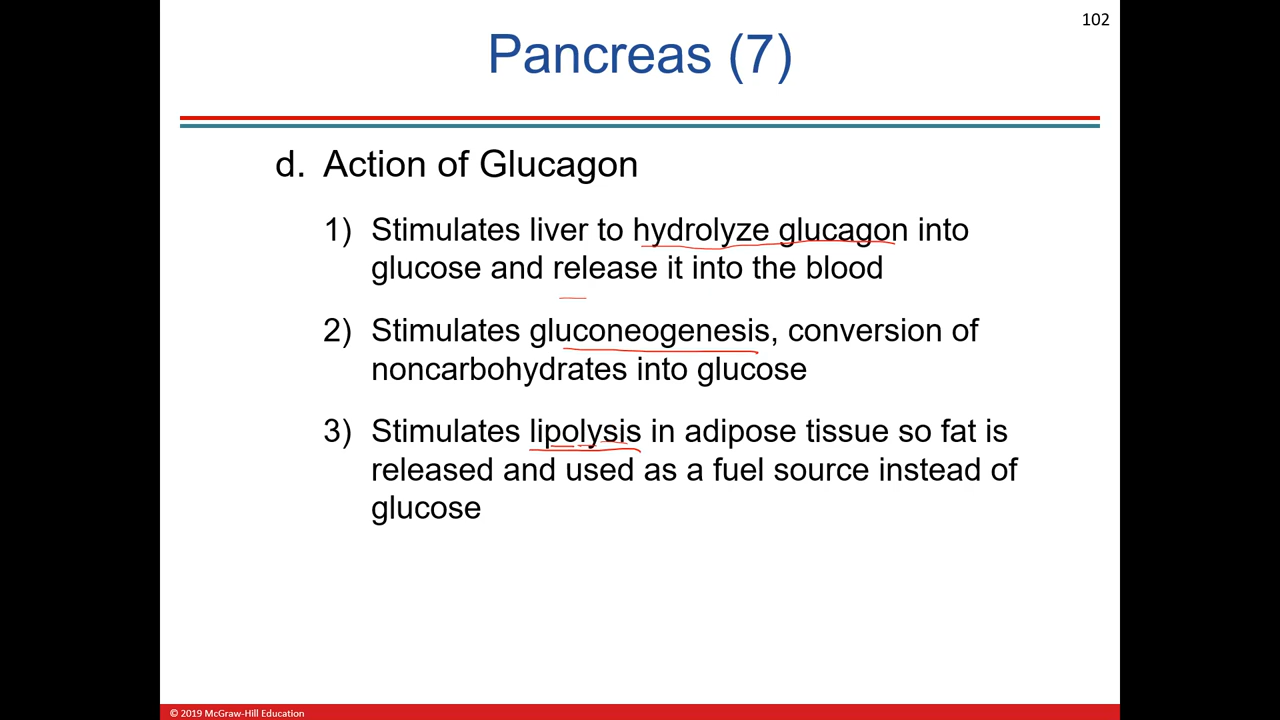 102
Pancreas (7)
d. Action of Glucagon
1) Stimulates liver to hydrolyze glucagon into
glucose and release it into the blood
2) Stimulates gluconeogenesis, conversion of
noncarbohydrates into glucose
3) Stimulates lipolysis in adipose tissue so fat is
released and used as a fuel source instead of
glucose
© 2019 McGraw-Hill Education